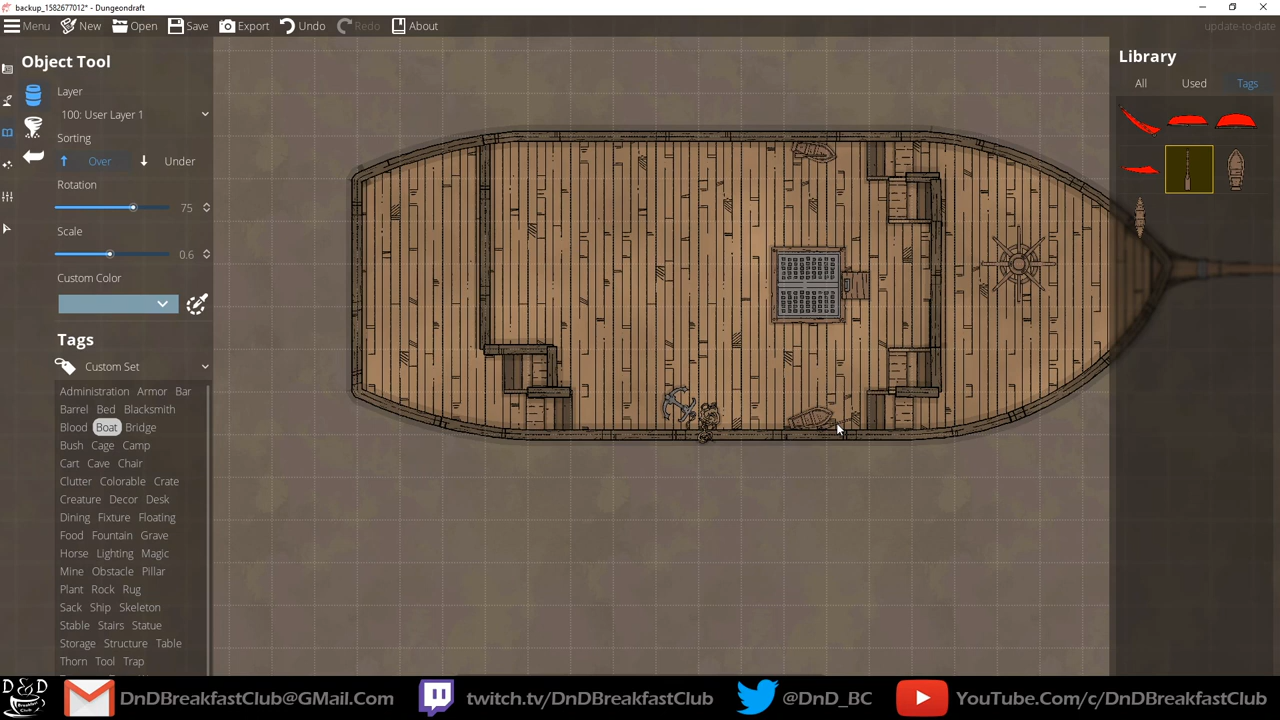 backup_1582677012* - Dungeondraft
Menu New Open Save Export Undo Redo About update-to-date
Object Tool
Layer
100: User Layer 1
Sorting
Over Under
Rotation
75
Scale
0.6
Custom Color
Tags
Custom Set
Administration Armor Bar
Barrel Bed Blacksmith
Blood Boat Bridge
Bush Cage Camp
Cart Cave Chair
Clutter Colorable Crate
Creature Decor Desk
Dining Fixture Floating
Food Fountain Grave
Horse Lighting Magic
Mine Obstacle Pillar
Plant Rock Rug
Sack Ship Skeleton
Stable Stairs Statue
Storage Structure Table
Thorn Tool Trap
Library
All Used Tags
D&D Breakfast Club
DnDBreakfastClub@GMail.Com
twitch.tv/DnDBreakfastClub
@DnD_BC
YouTube.Com/c/DnDBreakfastClub